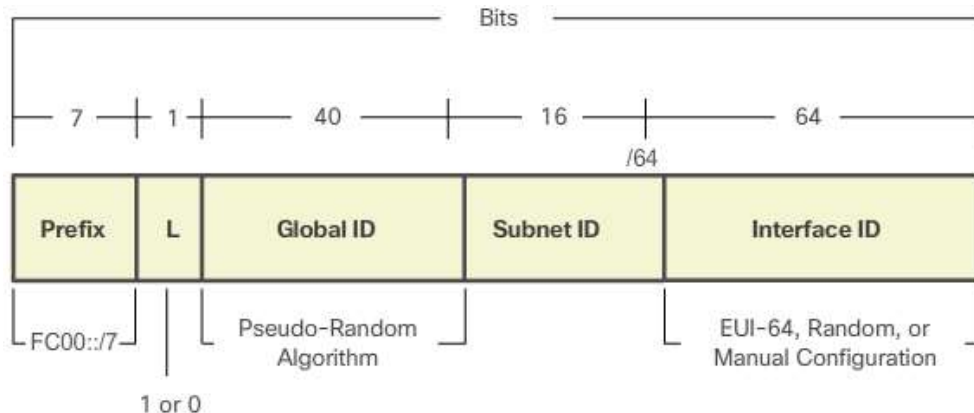 Bits
7 1 40 16 64
/64
Prefix L Global ID Subnet ID Interface ID
FC00::/7 Pseudo-Random Algorithm EUI-64, Random, or Manual Configuration
1 or 0